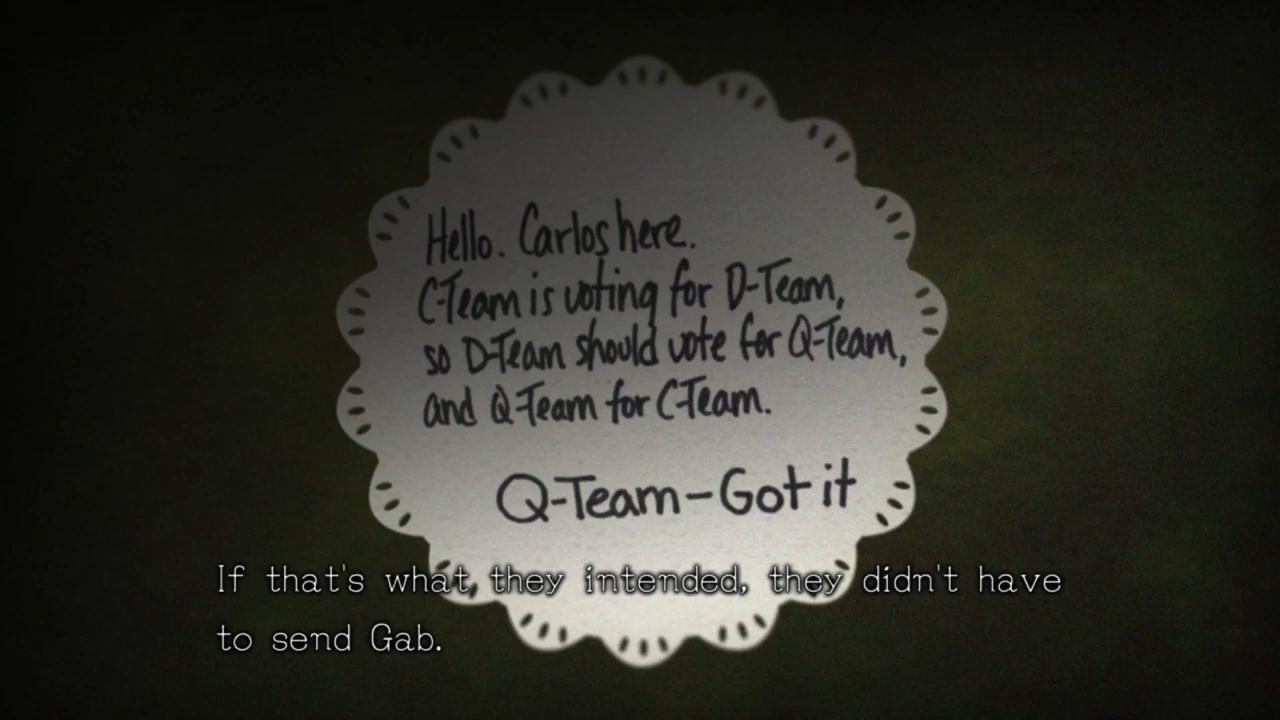 Hello. Carlos here.
C-Team is voting for D-Team,
so D-Team should vote for Q-Team,
and Q-Team for C-Team.
Q-Team-Got it
If that's what they intended, they didn't have
to send Gab.